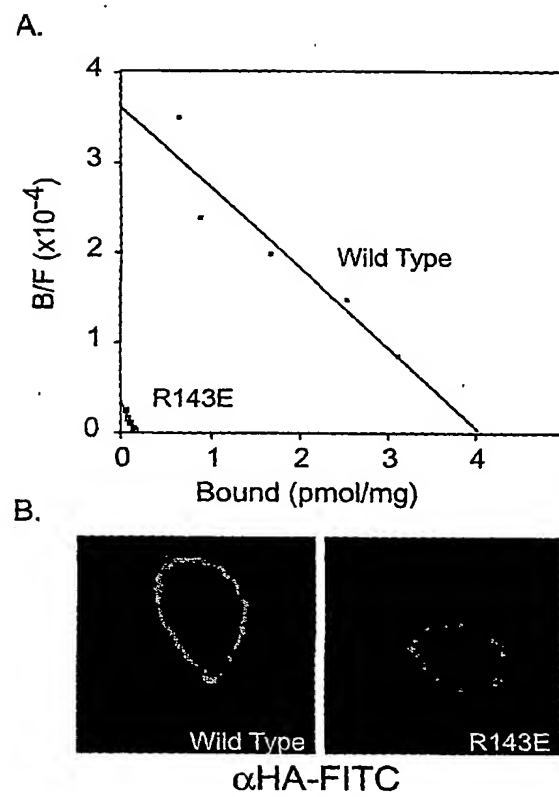 A.
4
3
2
1
0
B/F (x10-4)
Wild Type
R143E
0 1 2 3 4
Bound (pmol/mg)
B.
Wild Type
R143E
αHA-FITC